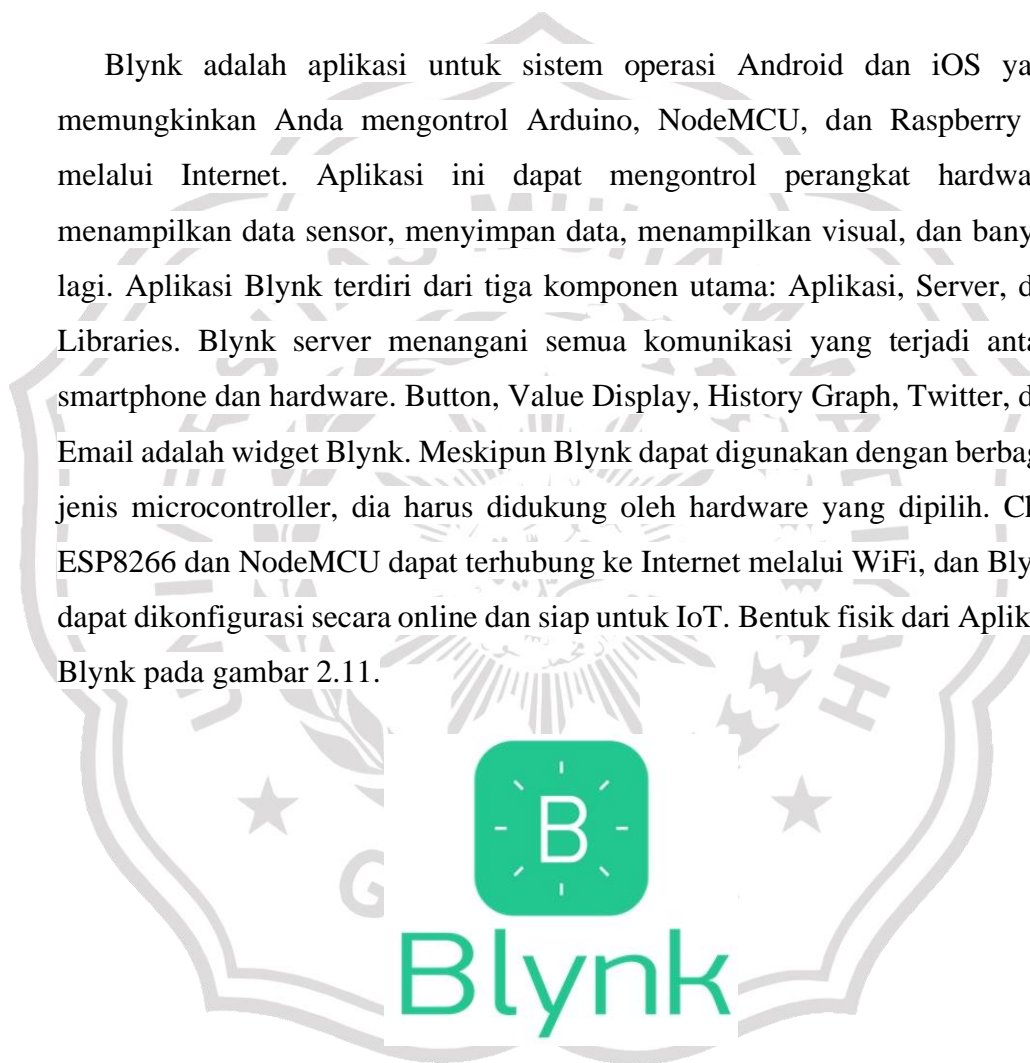 Blynk adalah aplikasi untuk sistem operasi Android dan iOS ya
memungkinkan Anda mengontrol Arduino, NodeMCU, dan Raspberry
melalui Internet. Aplikasi ini dapat mengontrol perangkat hardwa
menampilkan data sensor, menyimpan data, menampilkan visual, dan bany
lagi. Aplikasi Blynk terdiri dari tiga komponen utama: Aplikasi, Server, d
Libraries. Blynk server menangani semua komunikasi yang terjadi anta
smartphone dan hardware. Button, Value Display, History Graph, Twitter, d
Email adalah widget Blynk. Meskipun Blynk dapat digunakan dengan berbag
jenis microcontroller, dia harus didukung oleh hardware yang dipilih. Ch
ESP8266 dan NodeMCU dapat terhubung ke Internet melalui WiFi, dan Bly
dapat dikonfigurasi secara online dan siap untuk IoT. Bentuk fisik dari Aplik
Blynk pada gambar 2.11.
B
Blynk